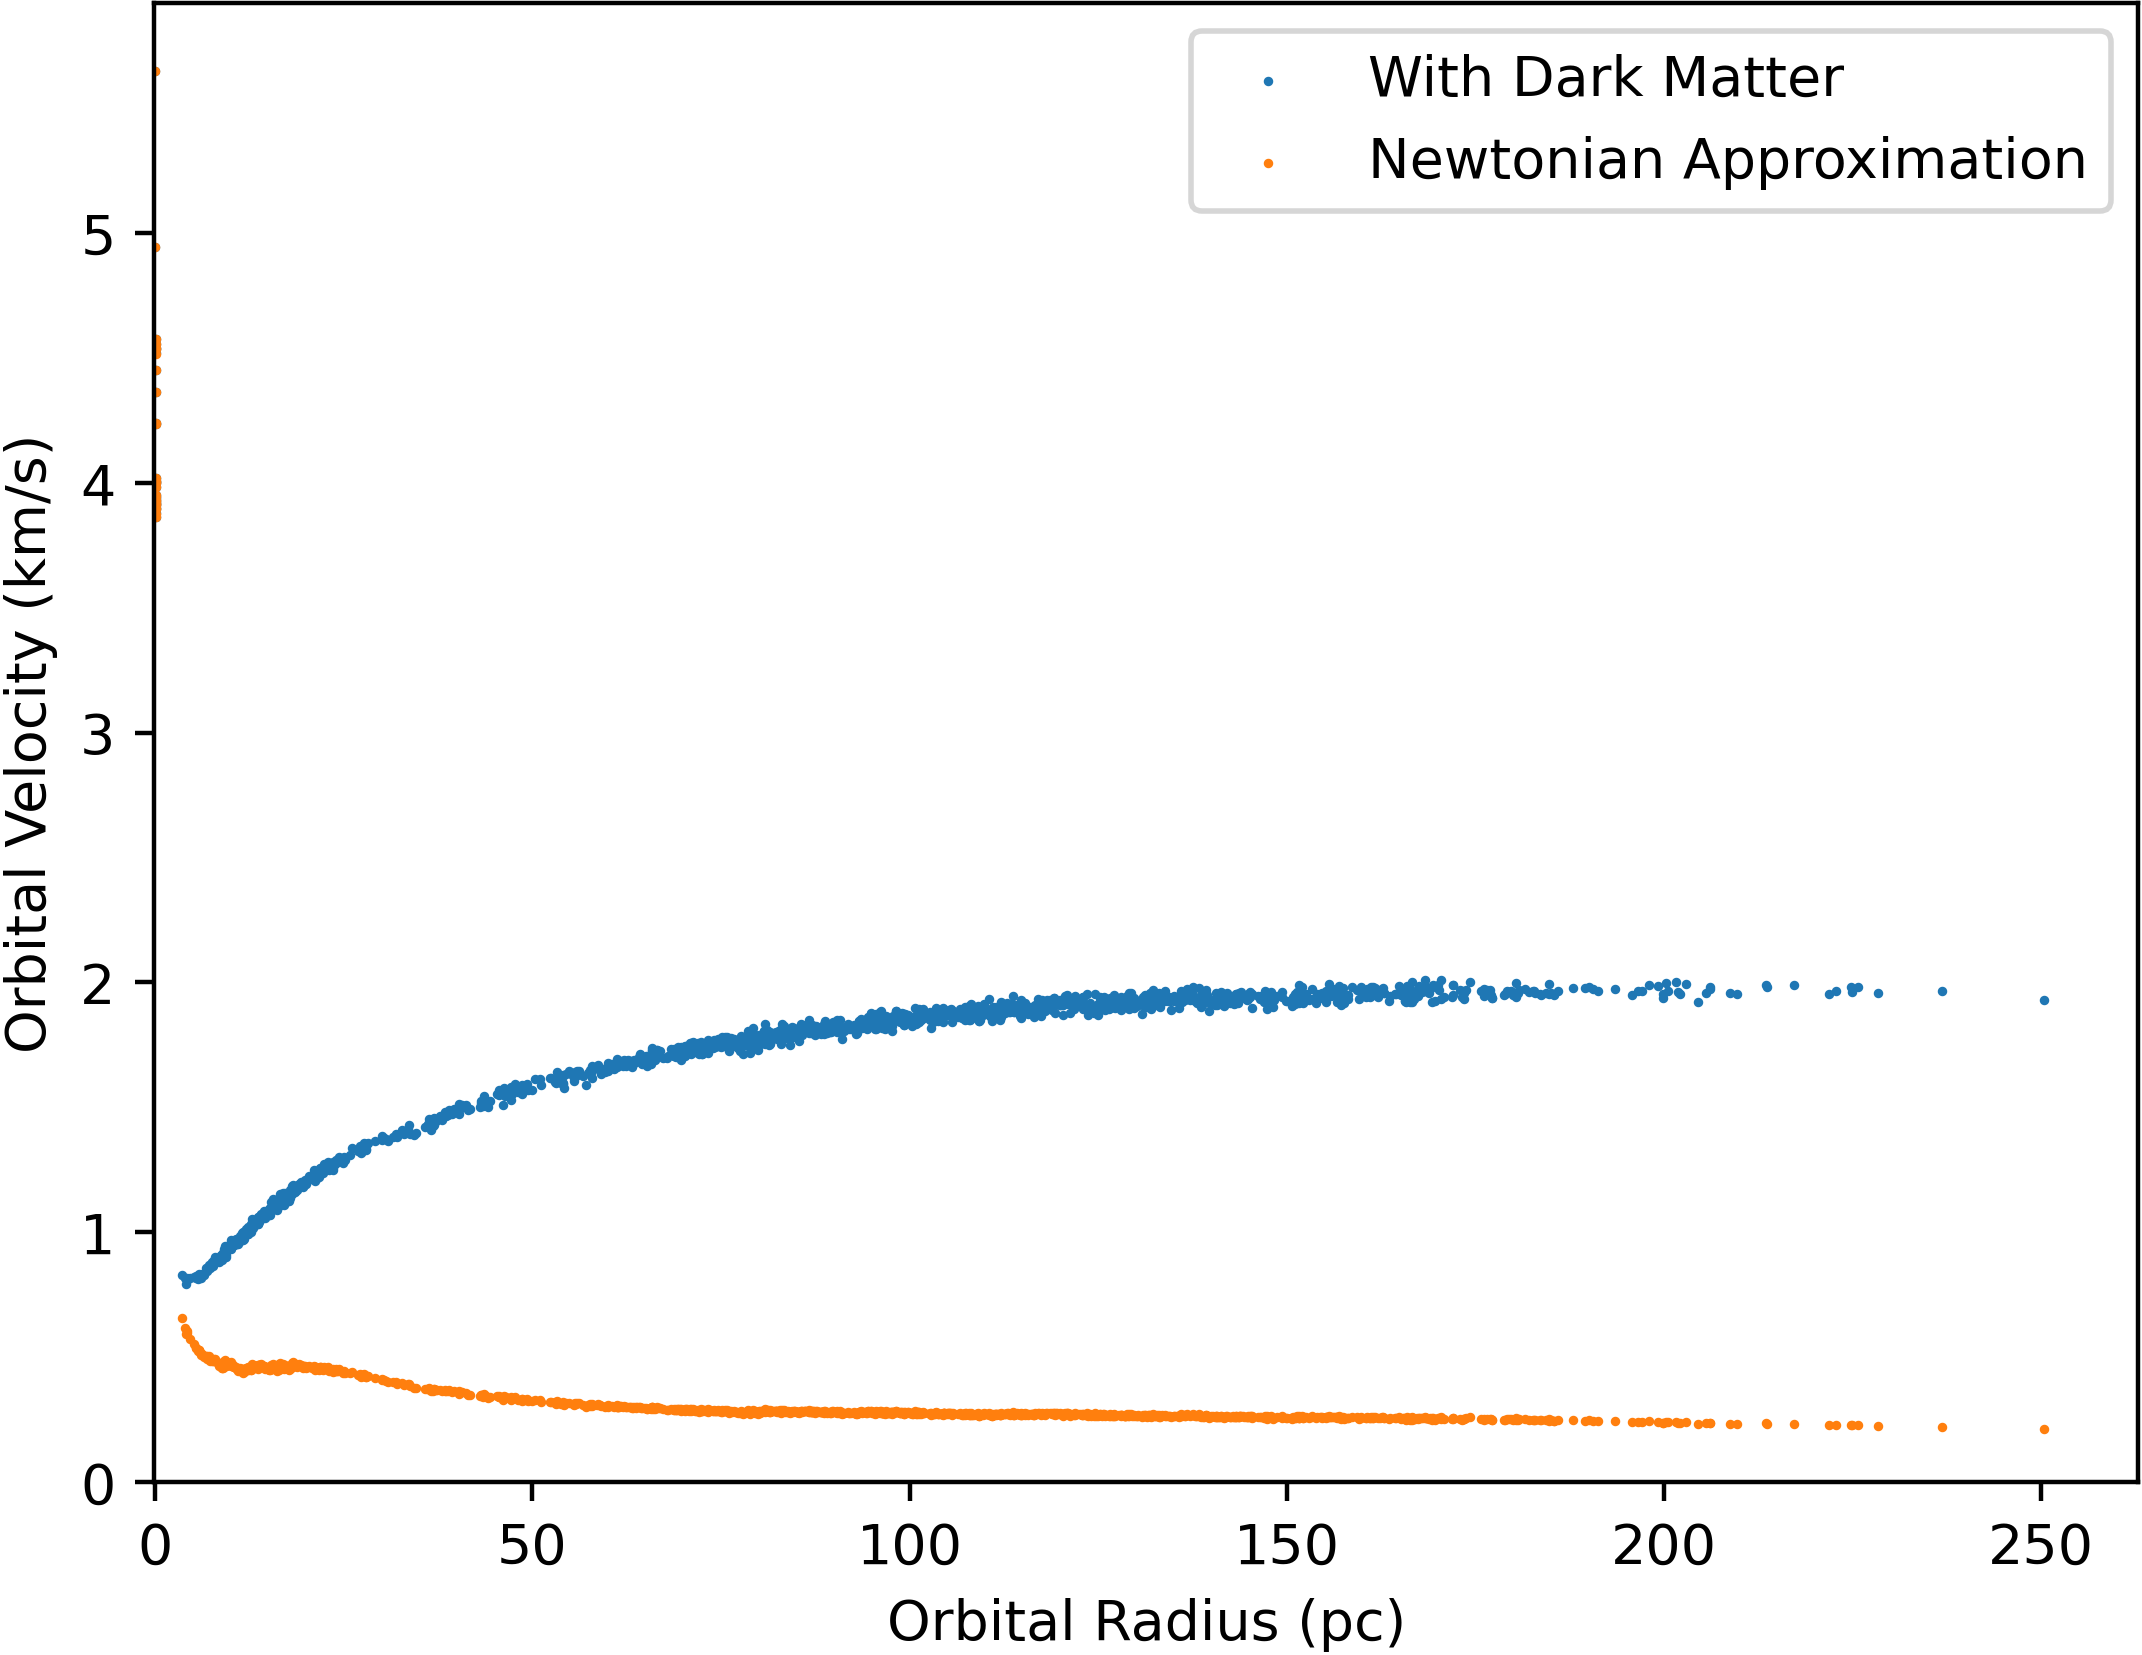 With Dark Matter
Newtonian Approximation
Orbital Velocity (km/s)
5
4
3
2
1
0
0 50 100 150 200 250
Orbital Radius (pc)